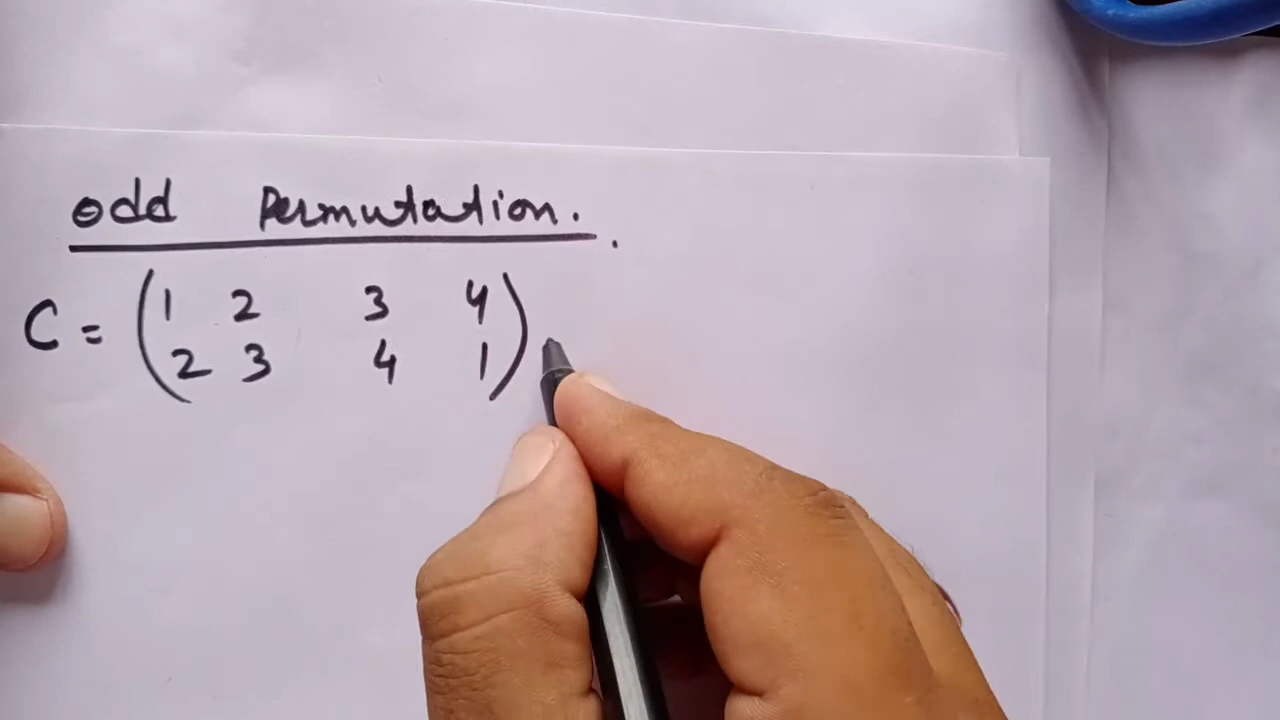 odd Permutation.
C = (1 2 3 4
2 3 4 1)